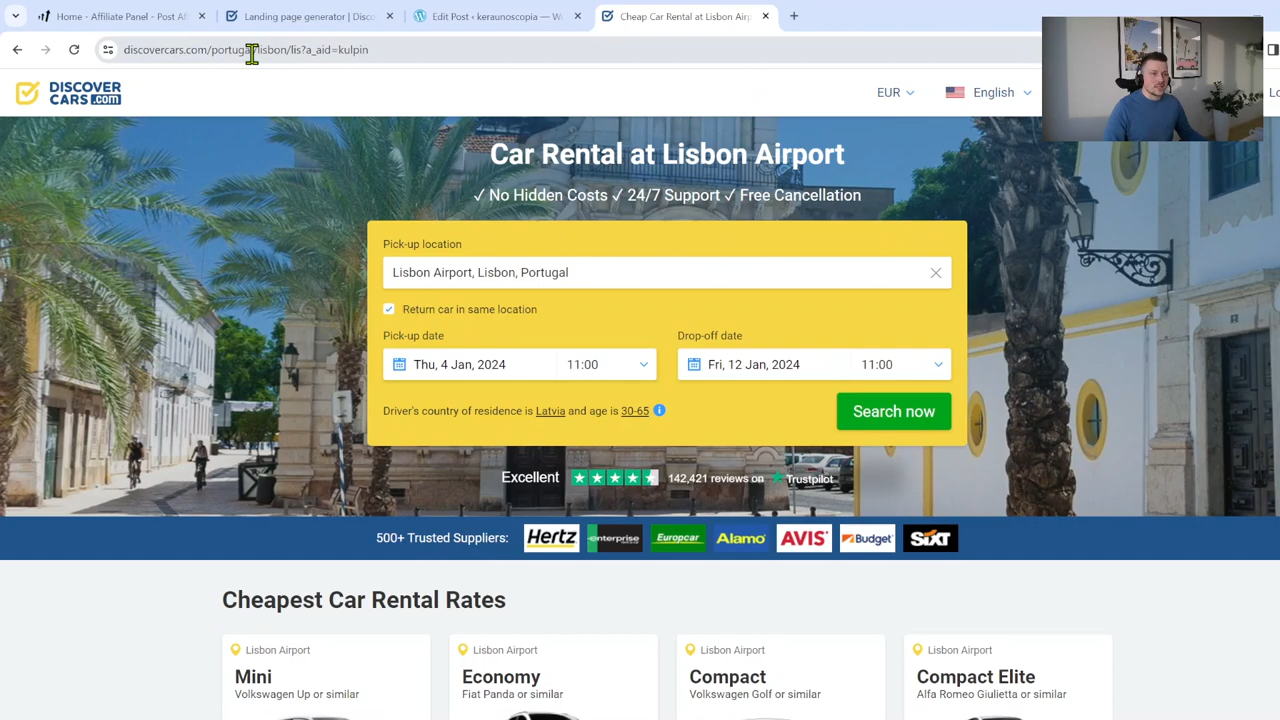 Home - Affiliate Panel - Post Af
Landing page generator | Disco
Edit Post ‹ keraunoscopia — W
Cheap Car Rental at Lisbon Airp
discovercars.com/portugal/lisbon/lis?a_aid=kulpin
DISCOVER
CARS.COM
EUR
English
Lo
Car Rental at Lisbon Airport
✓ No Hidden Costs ✓ 24/7 Support ✓ Free Cancellation
Pick-up location
Lisbon Airport, Lisbon, Portugal
Return car in same location
Pick-up date
Drop-off date
Thu, 4 Jan, 2024
11:00
Fri, 12 Jan, 2024
11:00
Driver's country of residence is Latvia and age is 30-65
Search now
Excellent
142,421 reviews on
Trustpilot
500+ Trusted Suppliers:
Hertz
enterprise
Europcar
Alamo
AVIS
Budget
SIXT
Cheapest Car Rental Rates
Lisbon Airport
Lisbon Airport
Lisbon Airport
Lisbon Airport
Mini
Economy
Compact
Compact Elite
Volkswagen Up or similar
Fiat Panda or similar
Volkswagen Golf or similar
Alfa Romeo Giulietta or similar